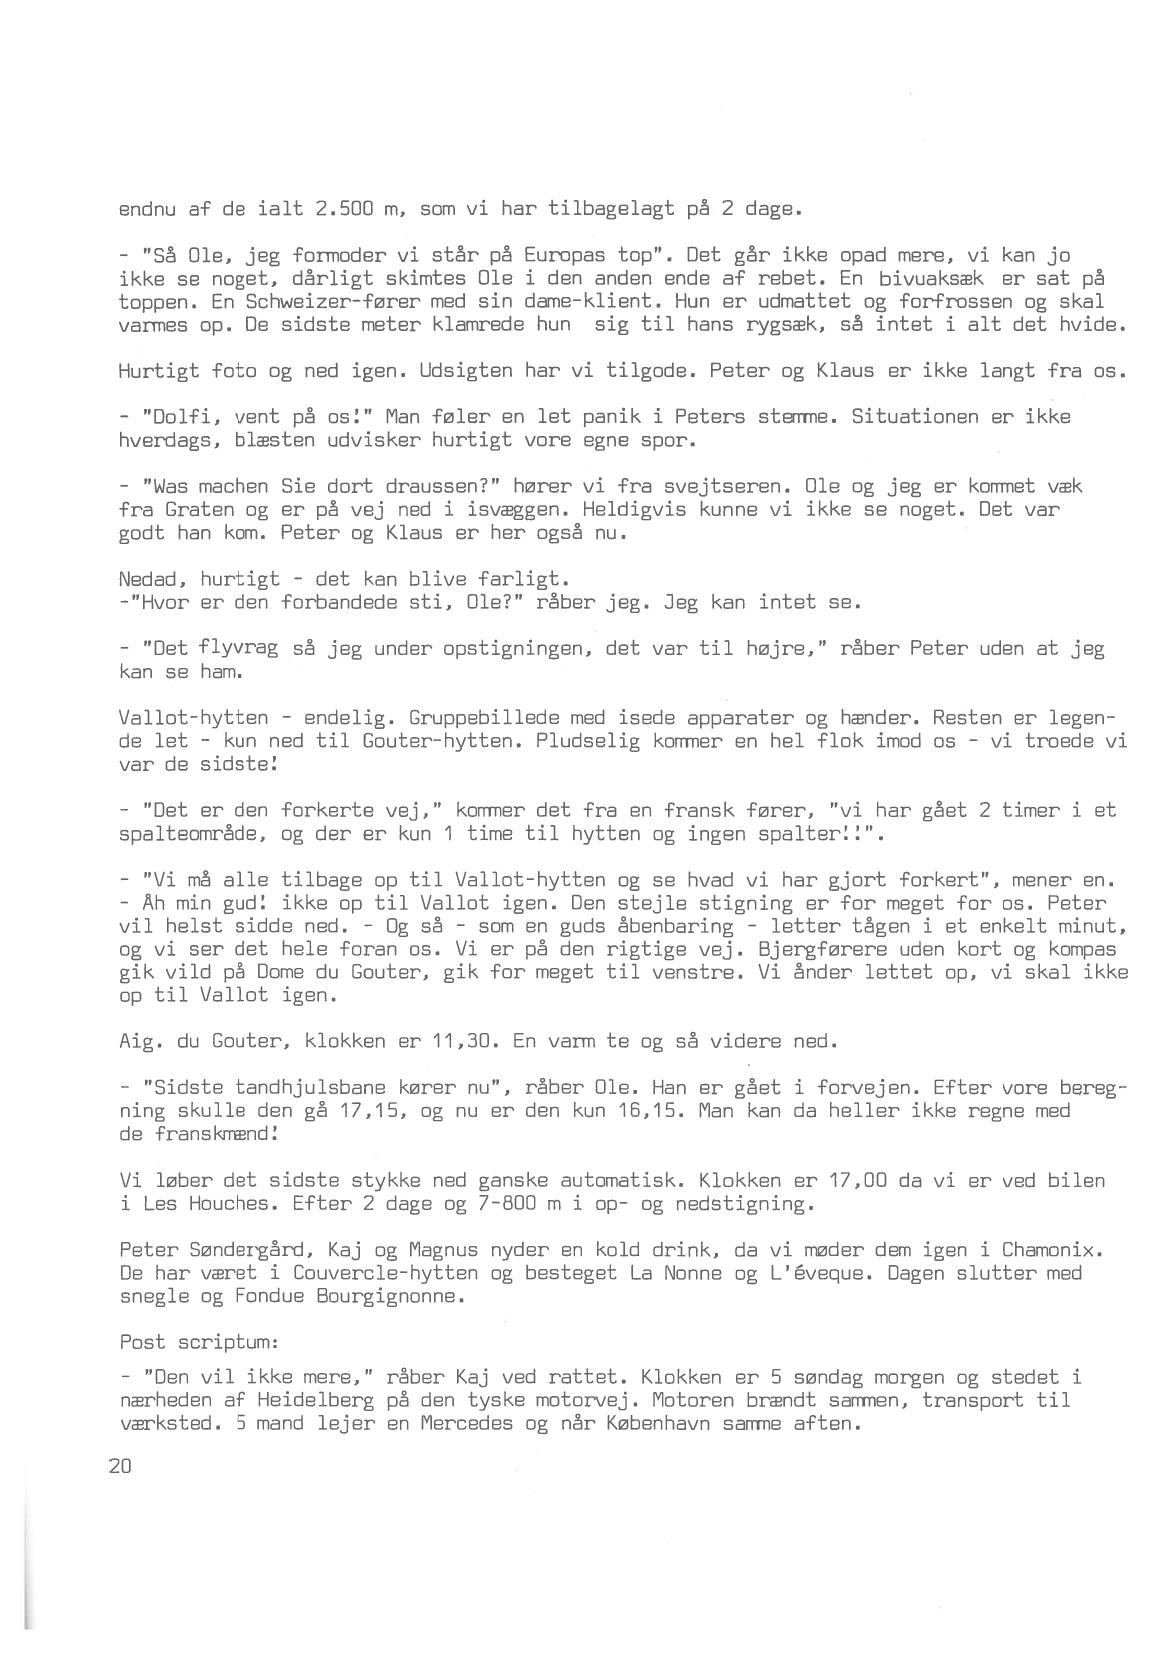 endnu af de ialt 2.500 m, som vi har tilbagelagt på 2 dage.
- "Så Ole, jeg formoder vi står på Europas top". Det går ikke opad mere, vi kan jo
ikke se noget, dårligt skimtes Ole i den anden ende af rebet. En bivuaksæk er sat på
toppen. En Schweizer-fører med sin dame-klient. Hun er udmattet og forfrossen og skal
varmes op. De sidste meter klamrede hun sig til hans rygsæk, så intet i alt det hvide.
Hurtigt foto og ned igen. Udsigten har vi tilgode. Peter og Klaus er ikke langt fra os.
- "Dolfi, vent på os!" Man føler en let panik i Peters stemme. Situationen er ikke
hverdags, blæsten udvisker hurtigt vore egne spor.
- "Was machen Sie dort draussen?" hører vi fra svejtseren. Ole og jeg er kommet væk
fra Graten og er på vej ned i isvæggen. Heldigvis kunne vi ikke se noget. Det var
godt han kom. Peter og Klaus er her også nu.
Nedad, hurtigt - det kan blive farligt.
-"Hvor er den forbandede sti, Ole?" råber jeg. Jeg kan intet se.
- "Det flyvrag så jeg under opstigningen, det var til højre," råber Peter uden at jeg
kan se ham.
Vallot-hytten - endelig. Gruppebillede med isede apparater og hænder. Resten er legen-
de let - kun ned til Gouter-hytten. Pludselig kommer en hel flok imod os - vi troede vi
var de sidste!
- "Det er den forkerte vej," kommer det fra en fransk fører, "vi har gået 2 timer i et
spalteområde, og der er kun 1 time til hytten og ingen spalter!!".
- "Vi må alle tilbage op til Vallot-hytten og se hvad vi har gjort forkert", mener en.
- Åh min gud! ikke op til Vallot igen. Den stejle stigning er for meget for os. Peter
vil helst sidde ned. - Og så - som en guds åbenbaring - letter tågen i et enkelt minut,
og vi ser det hele foran os. Vi er på den rigtige vej. Bjergførere uden kort og kompas
gik vild på Dome du Gouter, gik for meget til venstre. Vi ånder lettet op, vi skal ikke
op til Vallot igen.
Aig. du Gouter, klokken er 11,30. En varm te og så videre ned.
- "Sidste tandhjulsbane kører nu", råber Ole. Han er gået i forvejen. Efter vore bereg-
ning skulle den gå 17,15, og nu er den kun 16,15. Man kan da heller ikke regne med
de franskmænd!
Vi løber det sidste stykke ned ganske automatisk. Klokken er 17,00 da vi er ved bilen
i Les Houches. Efter 2 dage og 7-800 m i op- og nedstigning.
Peter Søndergård, Kaj og Magnus nyder en kold drink, da vi møder dem igen i Chamonix.
De har været i Couvercle-hytten og besteget La Nonne og L'éveque. Dagen slutter med
snegle og Fondue Bourgignonne.
Post scriptum:
- "Den vil ikke mere," råber Kaj ved rattet. Klokken er 5 søndag morgen og stedet i
nærheden af Heidelberg på den tyske motorvej. Motoren brændt sammen, transport til
værksted. 5 mand lejer en Mercedes og når København samme aften.
20